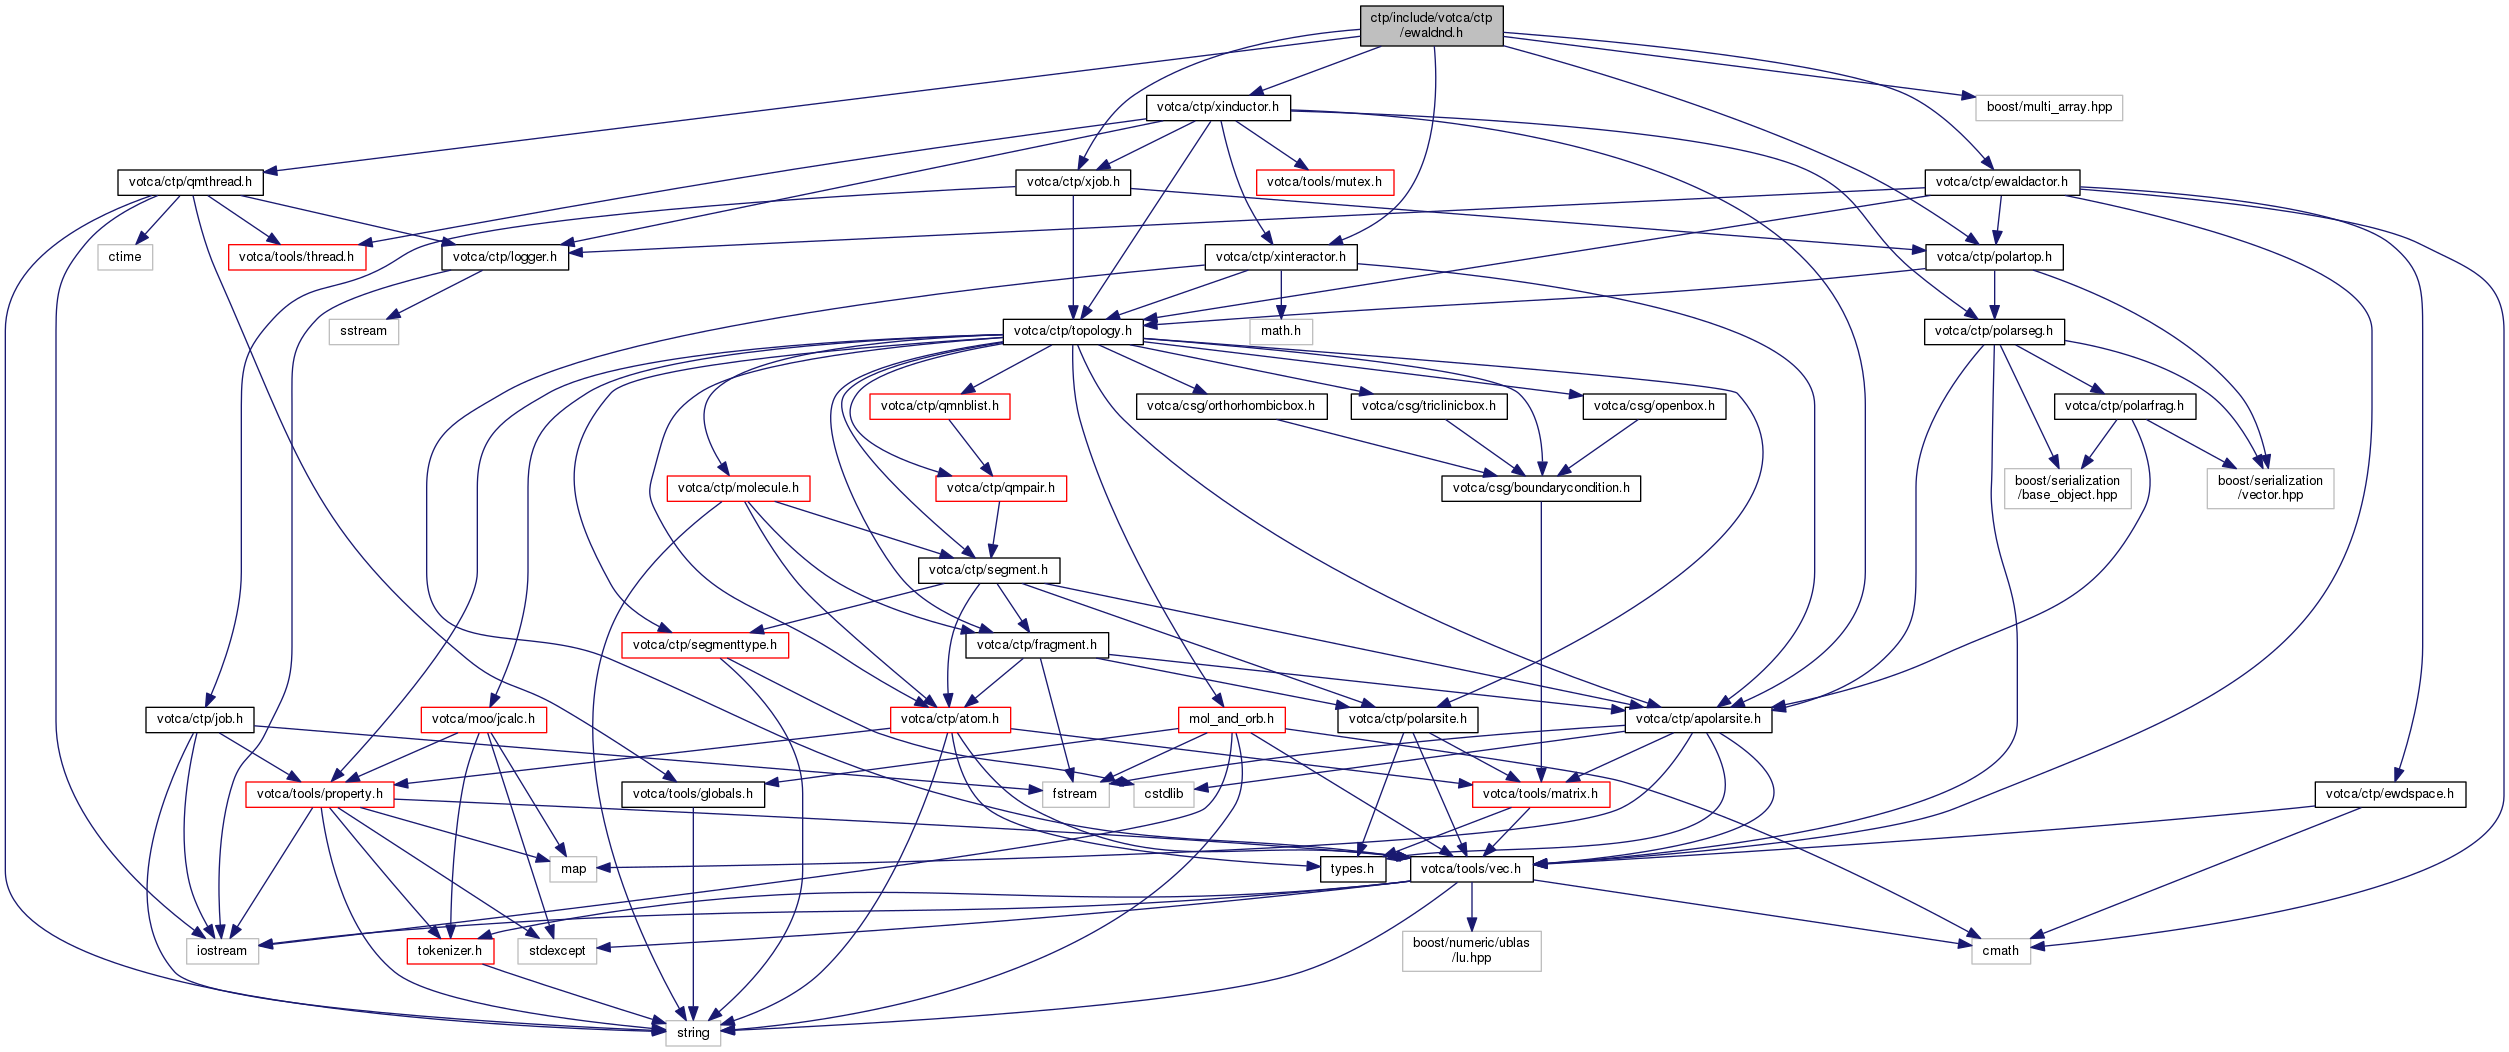 ctp/include/votca/ctp
/ewaldnd.h
votca/ctp/xinductor.h
boost/multi_array.hpp
votca/ctp/qmthread.h
votca/ctp/xjob.h
votca/tools/mutex.h
votca/ctp/ewaldactor.h
ctime
votca/tools/thread.h
votca/ctp/logger.h
votca/ctp/xinteractor.h
votca/ctp/polartop.h
sstream
votca/ctp/topology.h
math.h
votca/ctp/polarseg.h
votca/ctp/qmnblist.h
votca/csg/orthorhombicbox.h
votca/csg/triclinicbox.h
votca/csg/openbox.h
votca/ctp/polarfrag.h
votca/ctp/molecule.h
votca/ctp/qmpair.h
votca/csg/boundarycondition.h
boost/serialization
/base_object.hpp
boost/serialization
/vector.hpp
votca/ctp/segment.h
votca/ctp/segmenttype.h
votca/ctp/fragment.h
votca/ctp/job.h
votca/moo/jcalc.h
votca/ctp/atom.h
mol_and_orb.h
votca/ctp/polarsite.h
votca/ctp/apolarsite.h
votca/tools/property.h
votca/tools/globals.h
fstream
cstdlib
votca/tools/matrix.h
votca/ctp/ewdspace.h
map
types.h
votca/tools/vec.h
iostream
tokenizer.h
stdexcept
boost/numeric/ublas
/lu.hpp
cmath
string